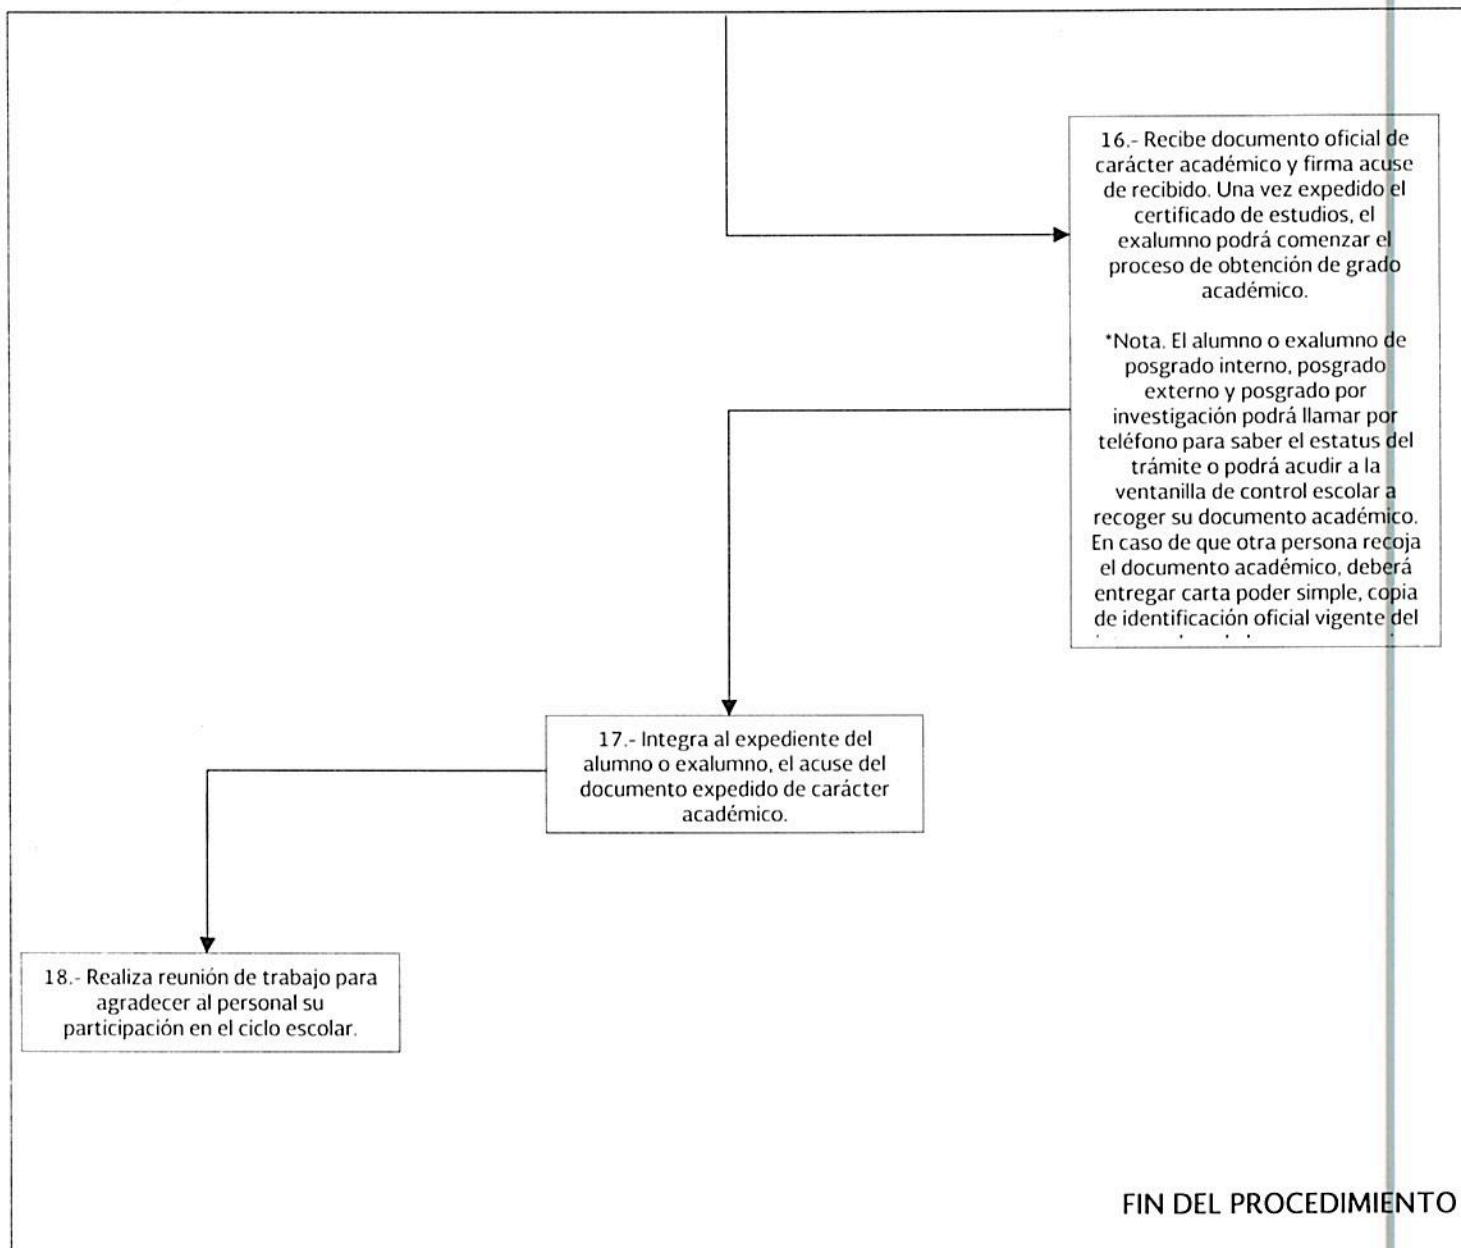 16.- Recibe documento oficial de
carácter académico y firma acuse
de recibido. Una vez expedido el
certificado de estudios, el
exalumno podrá comenzar el
proceso de obtención de grado
académico.
*Nota. El alumno o exalumno de
posgrado interno, posgrado
externo y posgrado por
investigación podrá llamar por
teléfono para saber el estatus del
trámite o podrá acudir a la
ventanilla de control escolar a
recoger su documento académico.
En caso de que otra persona recoja
el documento académico, deberá
entregar carta poder simple, copia
de identificación oficial vigente del
17.- Integra al expediente del
alumno o exalumno, el acuse del
documento expedido de carácter
académico.
18.- Realiza reunión de trabajo para
agradecer al personal su
participación en el ciclo escolar.
FIN DEL PROCEDIMIENTO